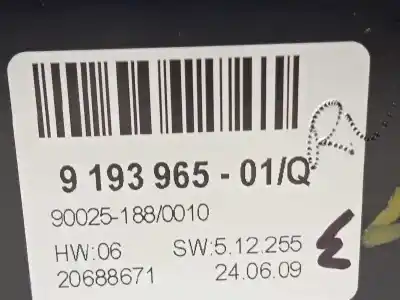 9 193 965 - 01/Q
90025-188/0010
HW:06 SW:5.12.255
20688671 24.06.09